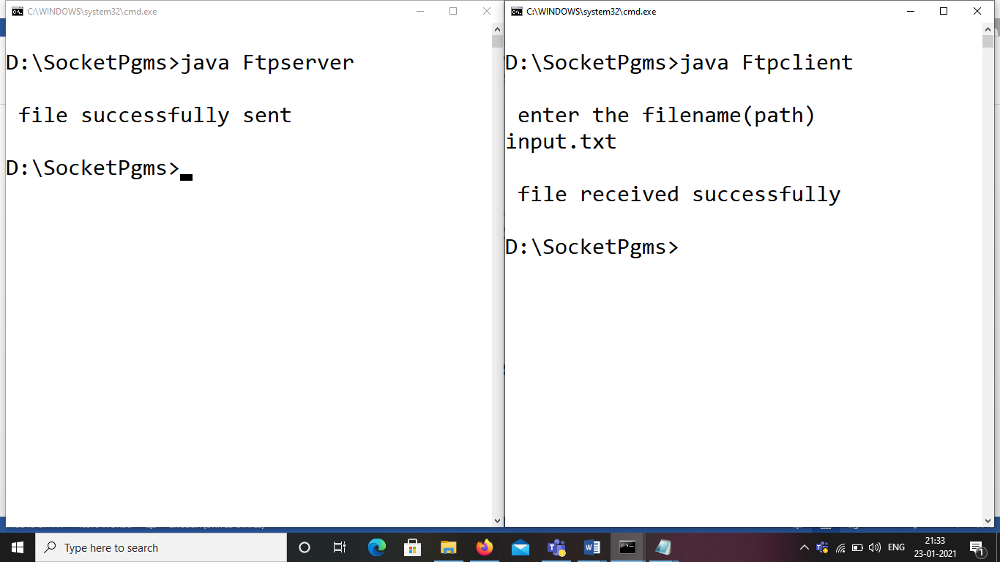 C:\WINDOWS\system32\cmd.exe
D:\SocketPgms>java Ftpserver
file successfully sent
D:\SocketPgms>
C:\WINDOWS\system32\cmd.exe
D:\SocketPgms>java Ftpclient
enter the filename(path)
input.txt
file received successfully
D:\SocketPgms>
Type here to search
ENG
21:33
23-01-2021
1